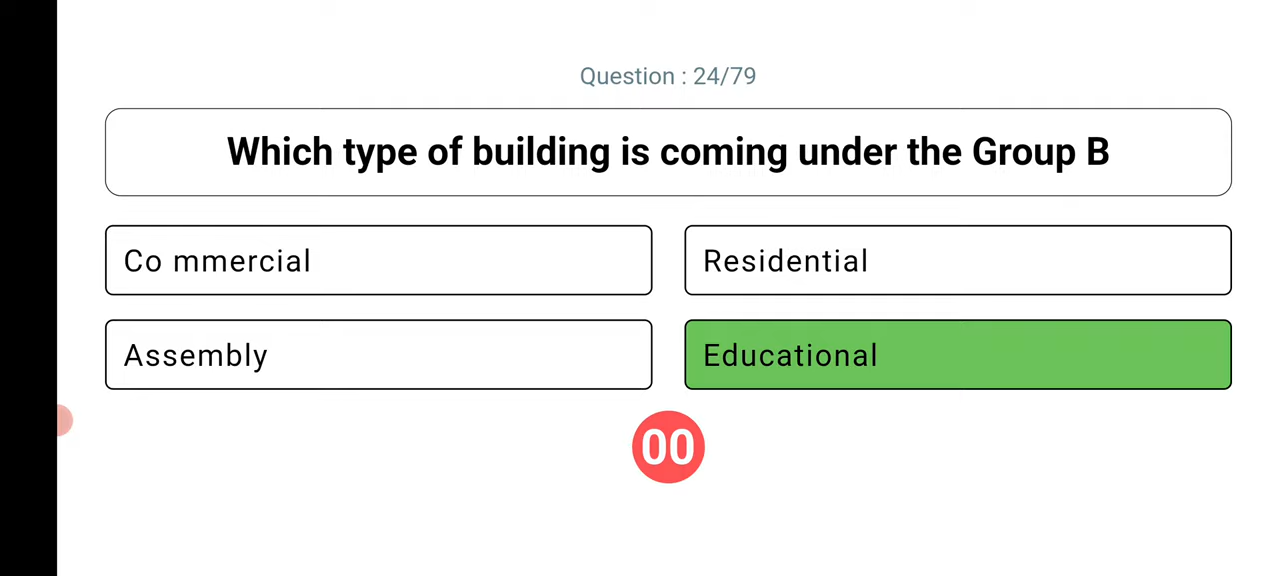 Question : 24/79
Which type of building is coming under the Group B
Co mmercial
Residential
Assembly
Educational
00